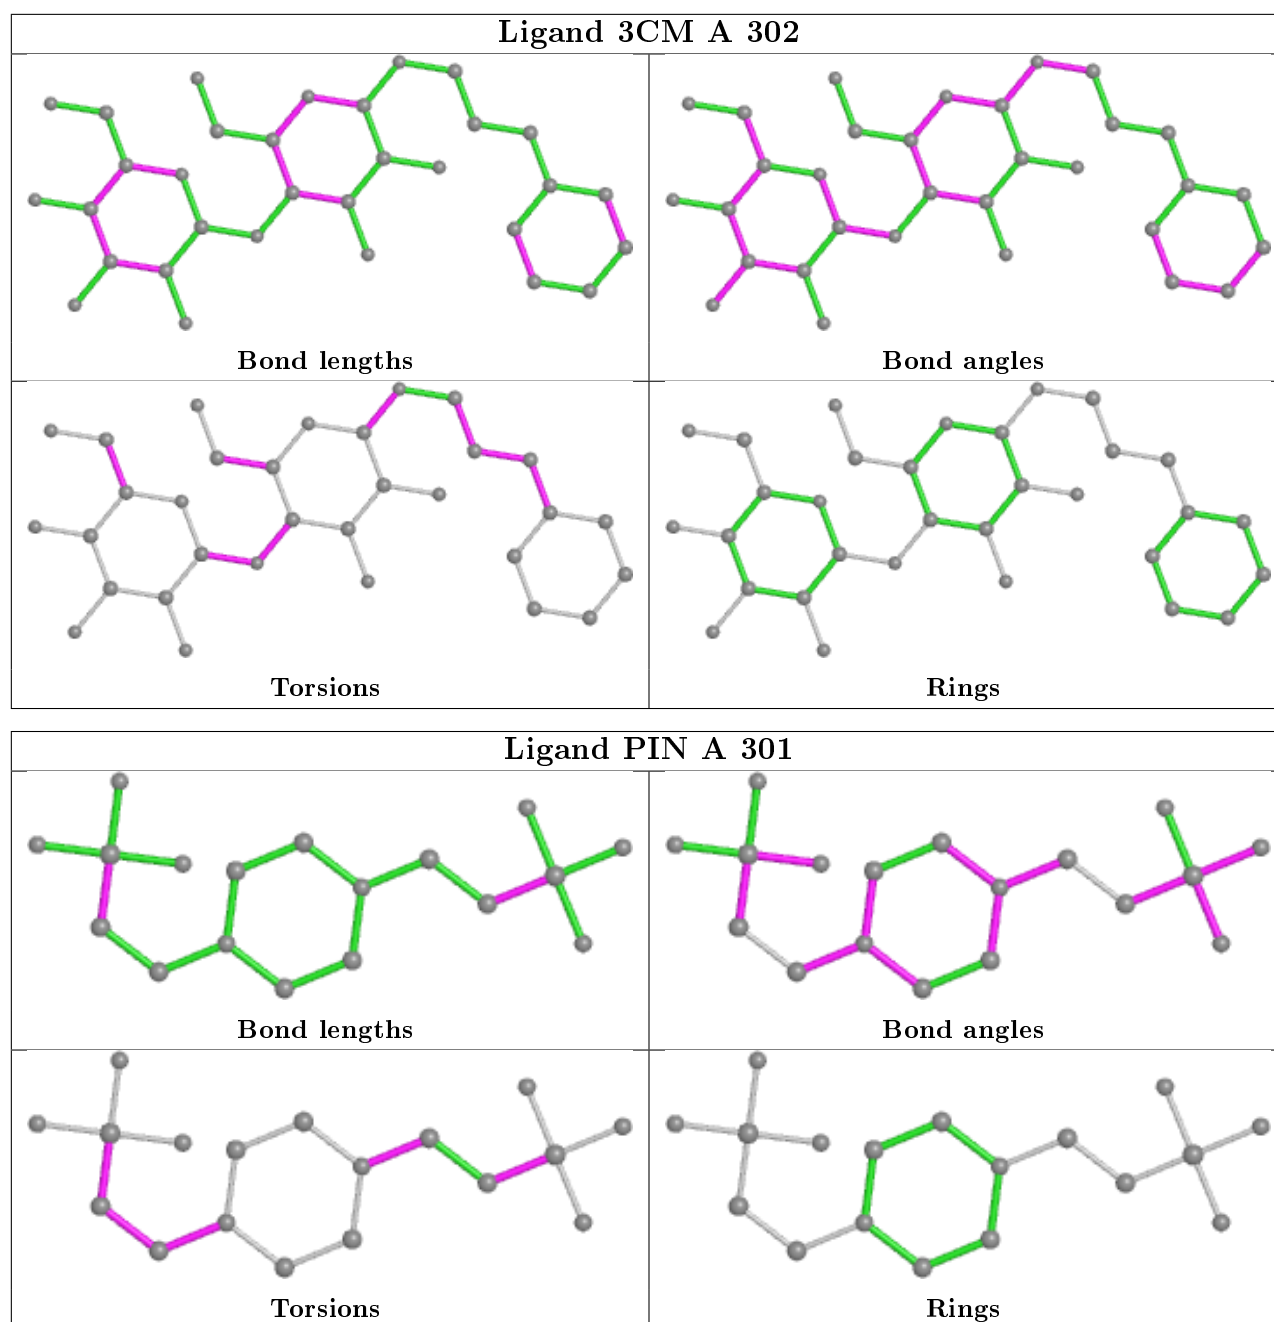 Ligand 3CM A 302
Bond lengths
Bond angles
Torsions
Rings
Ligand PIN A 301
Bond lengths
Bond angles
Torsions
Rings